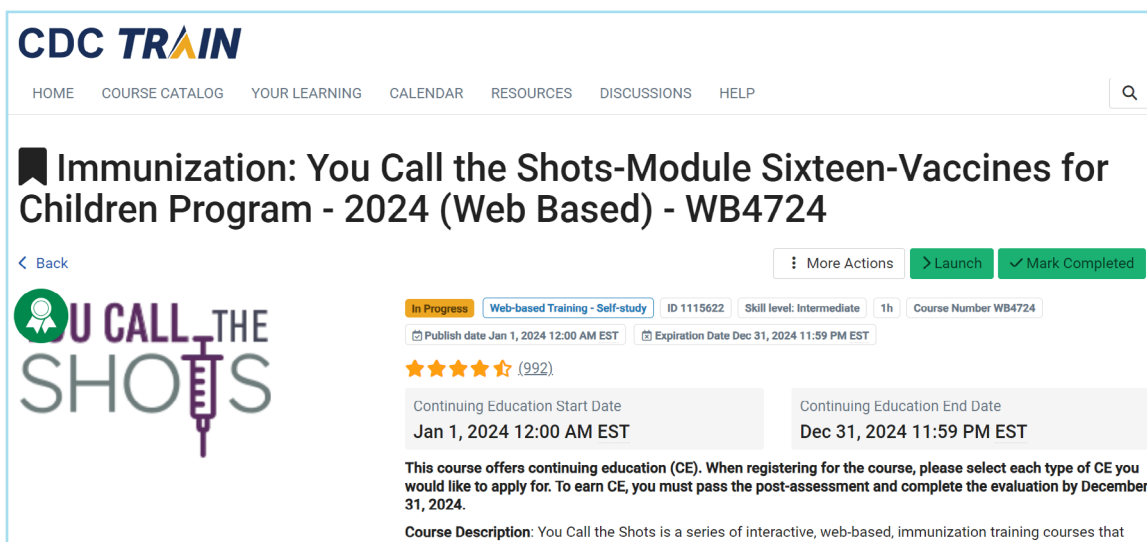 CDC TRAIN
HOME COURSE CATALOG YOUR LEARNING CALENDAR RESOURCES DISCUSSIONS HELP
Immunization: You Call the Shots-Module Sixteen-Vaccines for
Children Program - 2024 (Web Based) - WB4724
Back
More Actions Launch Mark Completed
U CALL THE
SHOTS
In Progress Web-based Training - Self-study ID 1115622 Skill level: Intermediate 1h Course Number WB4724
Publish date Jan 1, 2024 12:00 AM EST Expiration Date Dec 31, 2024 11:59 PM EST
(992)
Continuing Education Start Date
Jan 1, 2024 12:00 AM EST
Continuing Education End Date
Dec 31, 2024 11:59 PM EST
This course offers continuing education (CE). When registering for the course, please select each type of CE you
would like to apply for. To earn CE, you must pass the post-assessment and complete the evaluation by December
31, 2024.
Course Description: You Call the Shots is a series of interactive, web-based, immunization training courses that